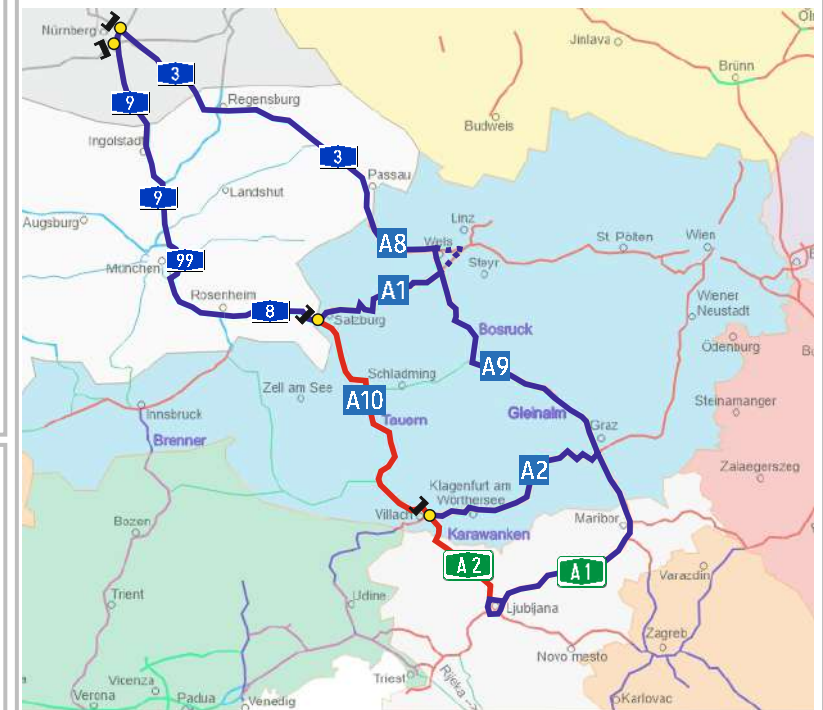 Nürnberg
Jinlava
Brünn
3
9
Regensburg
Budweis
Ingolstadt
3
Passau
9
Landshut
Augsburg
Linz
A8
Wels
St. Pölten
Wien
99
München
Steyr
A1
Rosenheim
8
Salzburg
Wiener
Neustadt
Bosruck
Ödenburg
A9
Schladming
Zell am See
A10
Steinamanger
Innsbruck
Tauern
Gleinalm
Graz
Brenner
A2
Zalaegerszeg
Klagenfurt am
Wörthersee
Villach
Maribor
Bozen
Karawanken
A 2
A1
Varazdin
Trient
Udine
Ljubljana
Zagreb
Novo mesto
Triest
Rijeka -->
Vicenza
Verona
Padua
Venedig
Karlovac